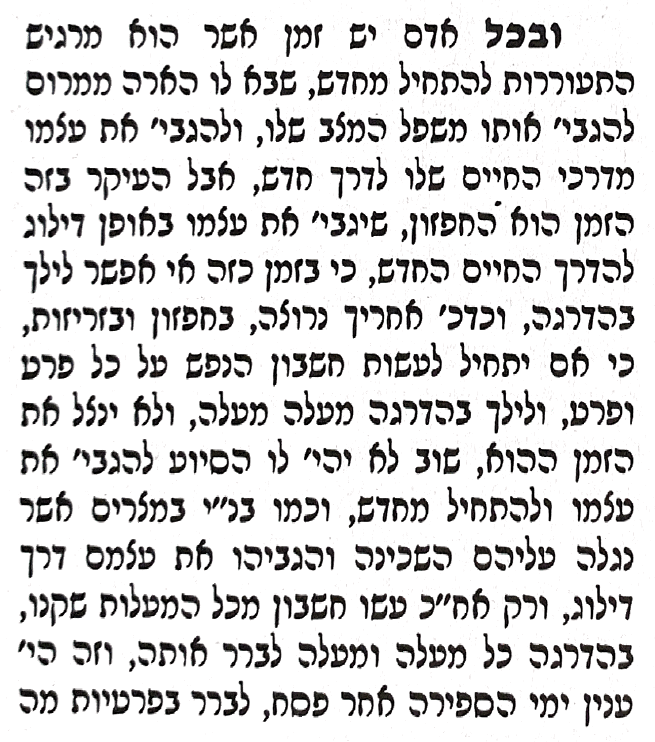 ובכל אדם יש זמן אשר הוא מרגיש
התעוררות להתחיל מחדש, שבא לו הארה ממרום
להגבי׳ אותו משפל המצב שלו, ולהגבי׳ את עצמו
מדרכי החיים שלו לדרך חדש, אבל העיקר בזה
הזמן הוא החפזון, שיגבי׳ את עצמו באופן דילוג
להדרך החיים החדש, כי בזמן כזה אי אפשר לילך
בהדרגה, וכדכ׳ אחריך נרוצה, בחפזון ובזריזות,
כי אם יתחיל לעשות חשבון הנפש על כל פרט
ופרט, ולילך בהדרגה מעלה מעלה, ולא ינצל את
הזמן ההוא, שוב לא יהי׳ לו הסיוע להגבי׳ את
עצמו ולהתחיל מחדש, וכמו בנ״י במצרים אשר
נגלה עליהם השכינה והגביהו את עצמם דרך
דילוג, ורק אח״כ עשו חשבון מכל המעלות שקנו,
בהדרגה כל מעלה ומעלה לברר אותה, וזה הי׳
ענין ימי הספירה אחר פסח, לברר בפרטיות מה